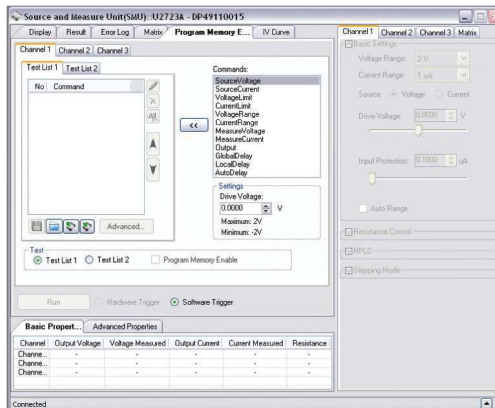 Source and Measure Unit(SMU)::U2723A - DP49110015
Display Result Error Log Matrix Program Memory E... IV Curve
Channel 1 Channel 2 Channel 3
Test List 1 Test List 2
No Command
Commands:
SourceVoltage
SourceCurrent
VoltageLimit
CurrentLimit
VoltageRange
CurrentRange
MeasureVoltage
MeasureCurrent
Output
GlobalDelay
LocalDelay
AutoDelay
<<
Settings
Drive Voltage:
0.0000 V
Maximum: 2V
Minimum: -2V
Advanced...
Test
Test List 1 Test List 2 Program Memory Enable
Run Hardware Trigger Software Trigger
Basic Propert... Advanced Properties
Channel Output Voltage Voltage Measured Output Current Current Measured Resistance
Channe... - - - - -
Channe... - - - - -
Channe... - - - - -
Connected
Channel 1 Channel 2 Channel 3 Matrix
Basic Settings
Voltage Range: 2 V
Current Range: 1 uA
Source Voltage Current
Drive Voltage: 0.0000 V
Input Protection: 0.1000 uA
Auto Range
Resistance Control
NPLC
Stepping Mode